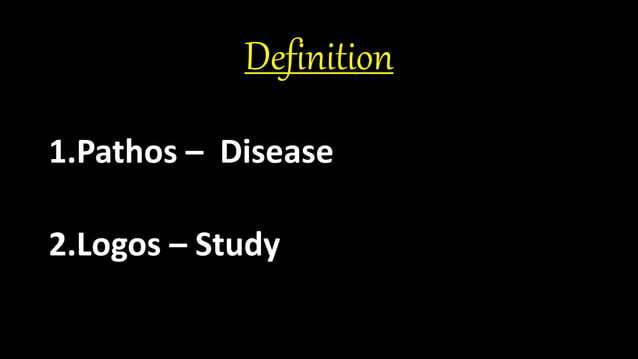 Definition
1.Pathos – Disease
2.Logos – Study